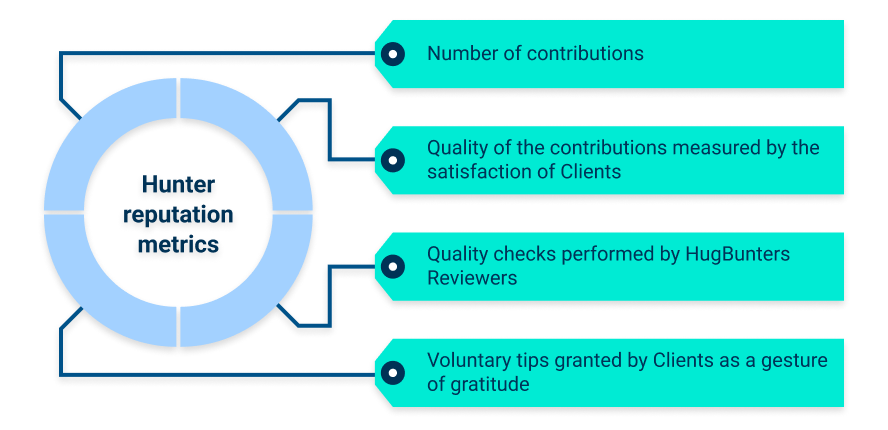 Hunter
reputation
metrics
Number of contributions
Quality of the contributions measured by the
satisfaction of Clients
Quality checks performed by HugBunters
Reviewers
Voluntary tips granted by Clients as a gesture
of gratitude